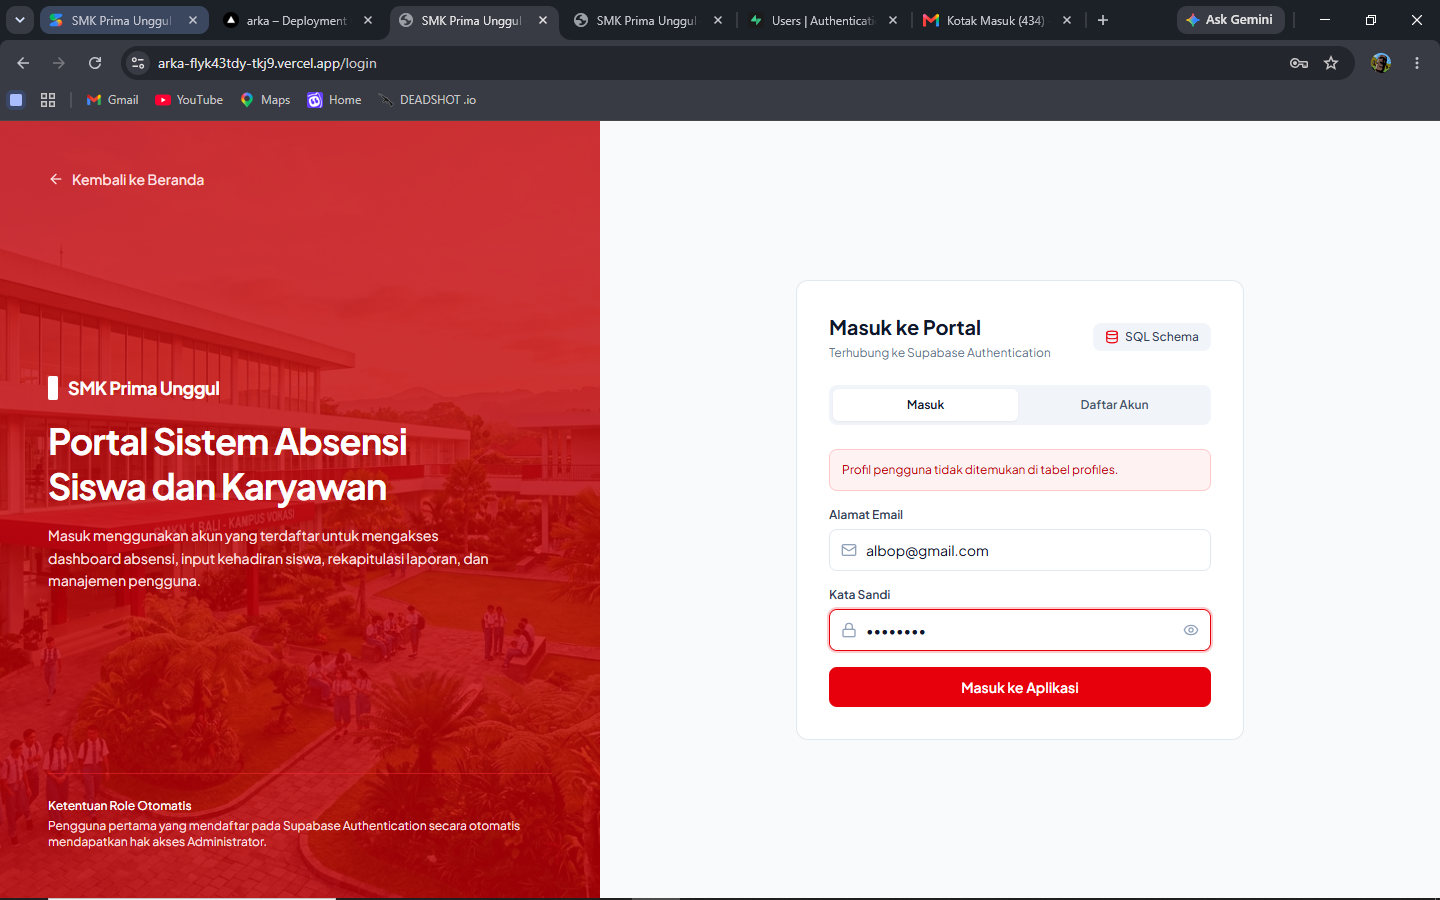 SMK Prima Unggul
arka – Deployment
SMK Prima Unggul
SMK Prima Unggul
Users | Authenticati
Kotak Masuk (434)
Ask Gemini
arka-flyk43tdy-tkj9.vercel.app/login
Gmail
YouTube
Maps
Home
DEADSHOT .io
Kembali ke Beranda
SMK Prima Unggul
Portal Sistem Absensi
Siswa dan Karyawan
SMKN 1 BALI - KAMPUS VOKASI
Masuk menggunakan akun yang terdaftar untuk mengakses
dashboard absensi, input kehadiran siswa, rekapitulasi laporan, dan
manajemen pengguna.
Ketentuan Role Otomatis
Pengguna pertama yang mendaftar pada Supabase Authentication secara otomatis
mendapatkan hak akses Administrator.
Masuk ke Portal
Terhubung ke Supabase Authentication
SQL Schema
Masuk
Daftar Akun
Profil pengguna tidak ditemukan di tabel profiles.
Alamat Email
albop@gmail.com
Kata Sandi
Masuk ke Aplikasi